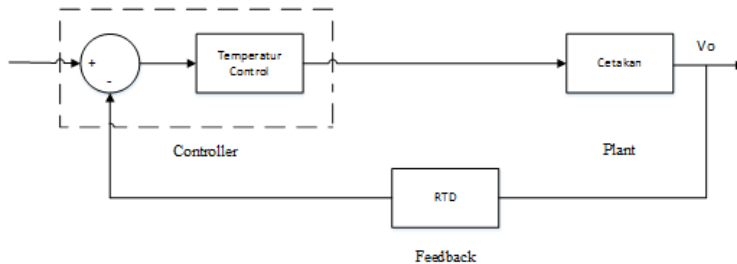 Vo
+
-
Temperatur
Control
Cetakan
Controller
Plant
RTD
Feedback